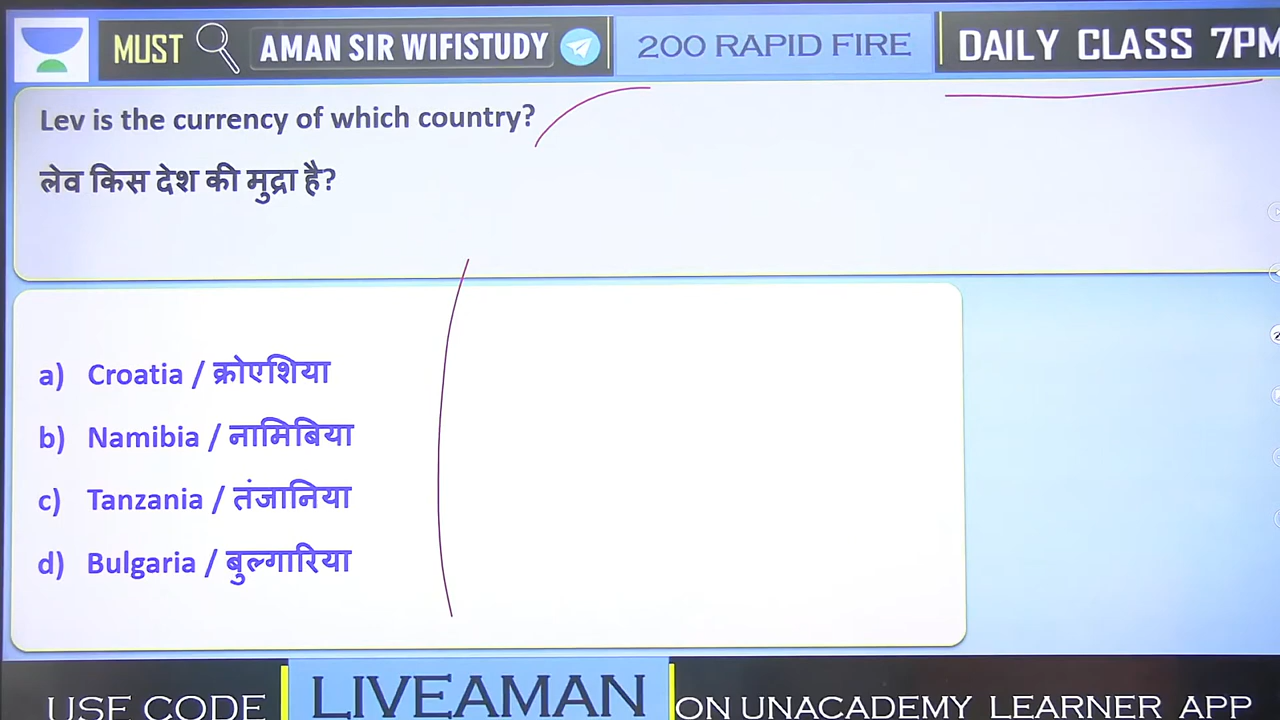 MUST AMAN SIR WIFISTUDY 200 RAPID FIRE DAILY CLASS 7PM
Lev is the currency of which country?
लेव किस देश की मुद्रा है?
a) Croatia / क्रोएशिया
b) Namibia / नामिबिया
c) Tanzania / तंजानिया
d) Bulgaria / बुल्गारिया
USE CODE LIVEAMAN ON UNACADEMY LEARNER APP